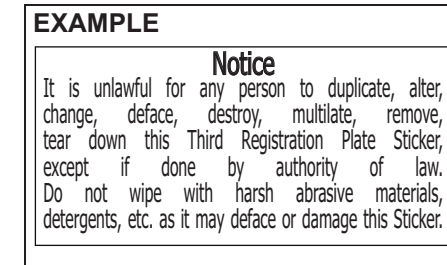 EXAMPLE
Notice
It is unlawful for any person to duplicate, alter,
change, deface, destroy, multilate, remove,
tear down this Third Registration Plate Sticker,
except if done by authority of law.
Do not wipe with harsh abrasive materials,
detergents, etc. as it may deface or damage this Sticker.